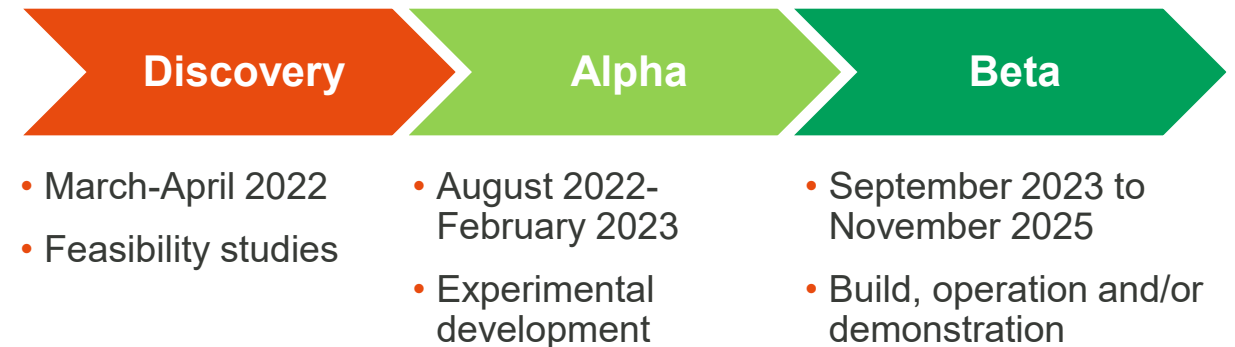 Discovery
Alpha
Beta
• March-April 2022
• Feasibility studies
• August 2022-
February 2023
• Experimental
development
• September 2023 to
November 2025
• Build, operation and/or
demonstration